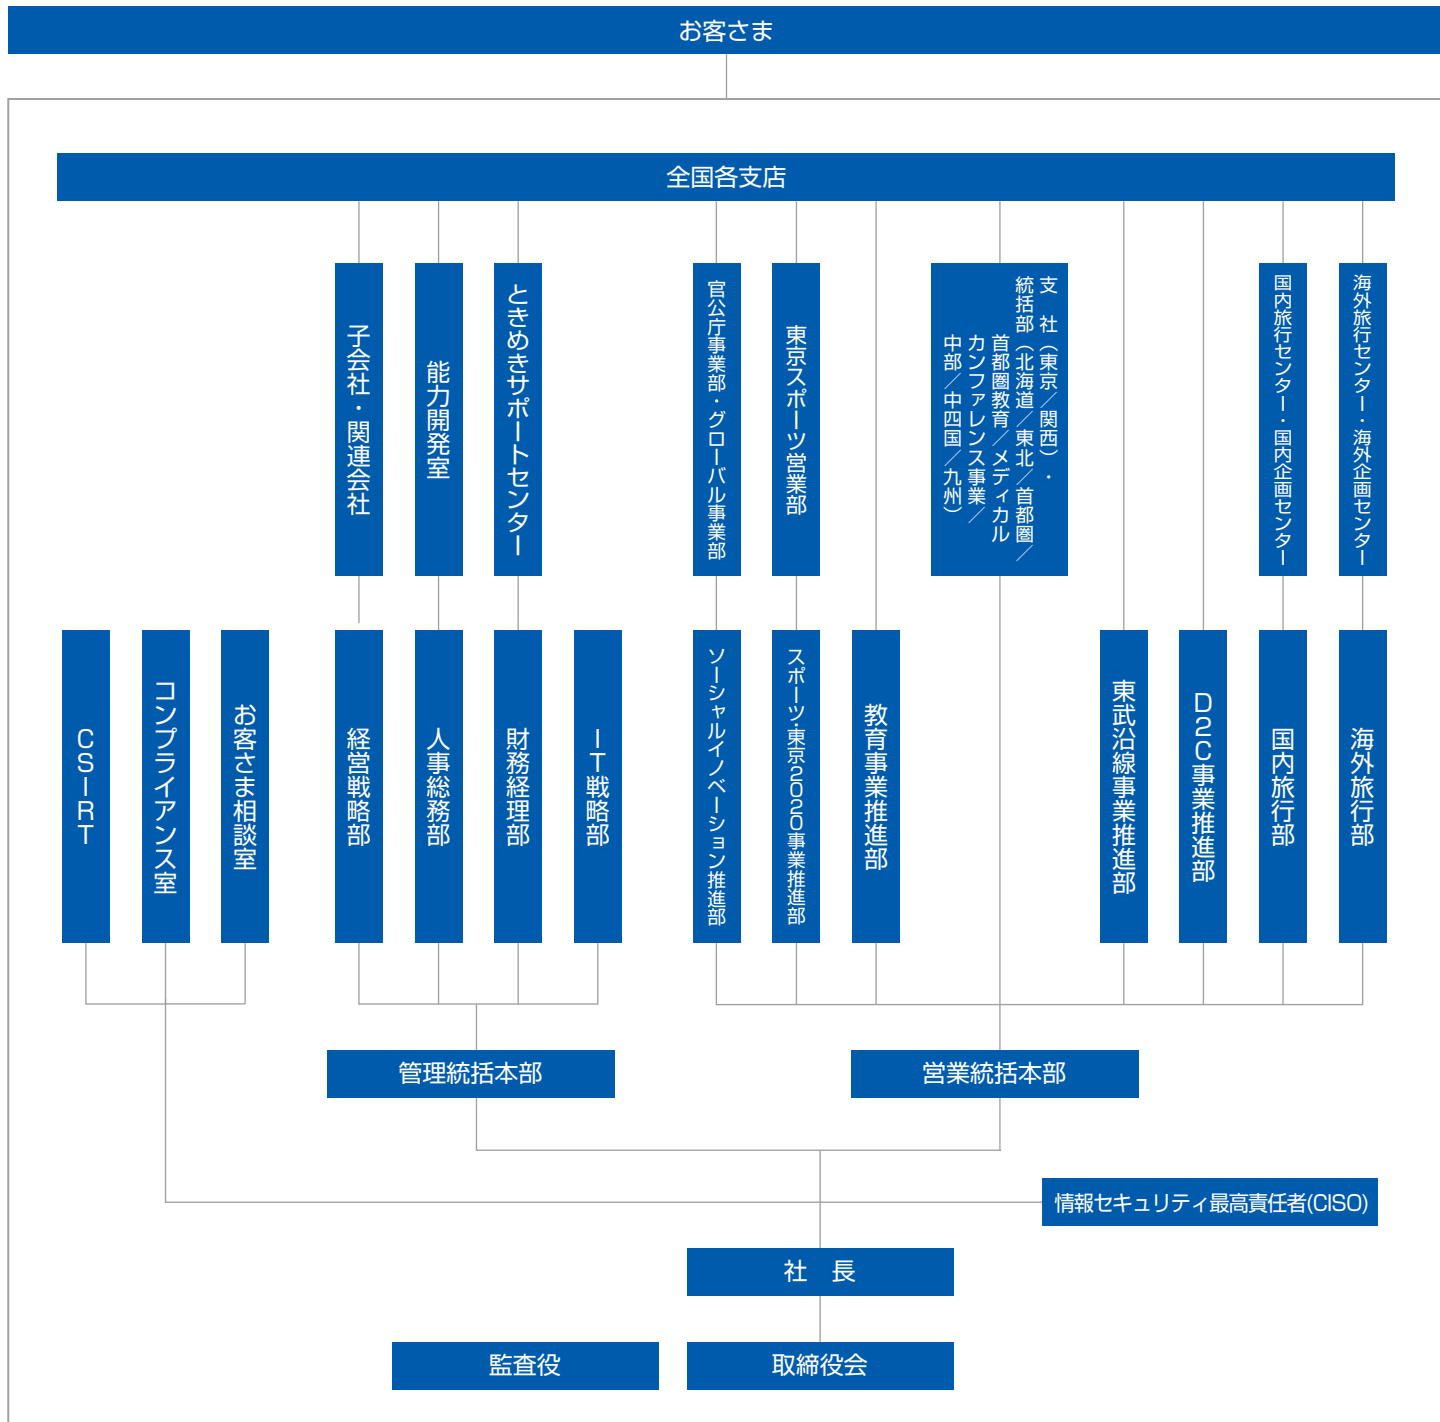 お客さま
全国各支店
子会社・関連会社
能力開発室
ときめきサポートセンター
官公庁事業部・グローバル事業部
東京スポーツ営業部
支　社（東京／関西）・
統括部（北海道／東北／首都圏／
首都圏教育／メディカル
カンファレンス事業／
中部／中四国／九州）
国内旅行センター・国内企画センター
海外旅行センター・海外企画センター
CSIRT
コンプライアンス室
お客さま相談室
経営戦略部
人事総務部
財務経理部
IT戦略部
ソーシャルイノベーション推進部
スポーツ・東京2020事業推進部
教育事業推進部
東武沿線事業推進部
D2C事業推進部
国内旅行部
海外旅行部
管理統括本部
営業統括本部
情報セキュリティ最高責任者(CISO)
社　長
監査役
取締役会